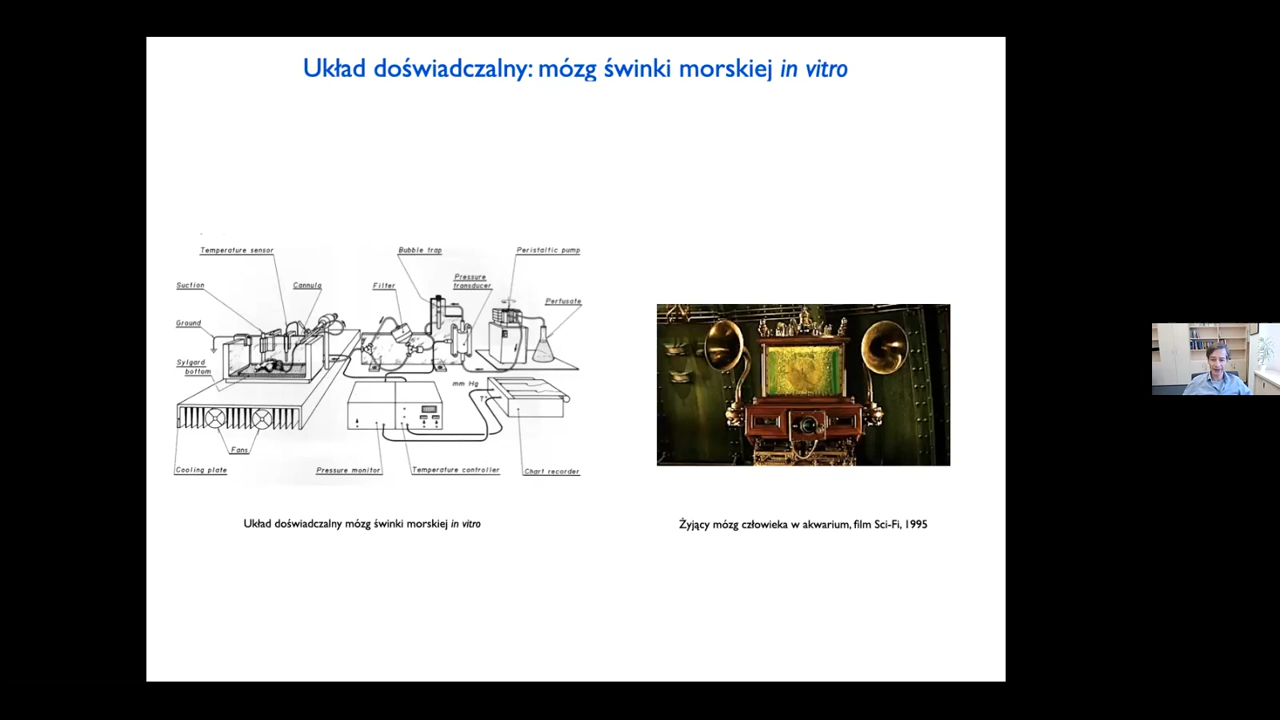 Układ doświadczalny: mózg świnki morskiej in vitro
Temperature sensor
Bubble trap
Peristaltic pump
Suction
Cannula
Filter
Pressure
transducer
Perfusate
Ground
Sylgard
bottom
mm Hg
T°
Fans
Cooling plate
Pressure monitor
Temperature controller
Chart recorder
Układ doświadczalny mózg świnki morskiej in vitro
Żyjący mózg człowieka w akwarium, film Sci-Fi, 1995